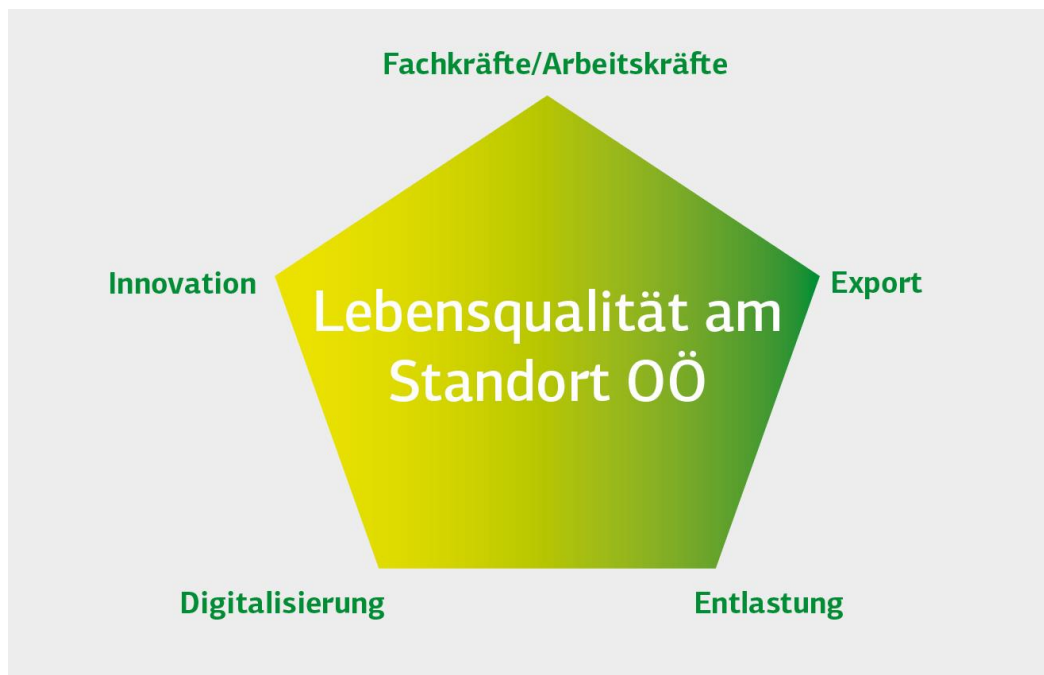 Fachkräfte/Arbeitskräfte
Innovation
Export
Lebensqualität am
Standort OÖ
Digitalisierung
Entlastung